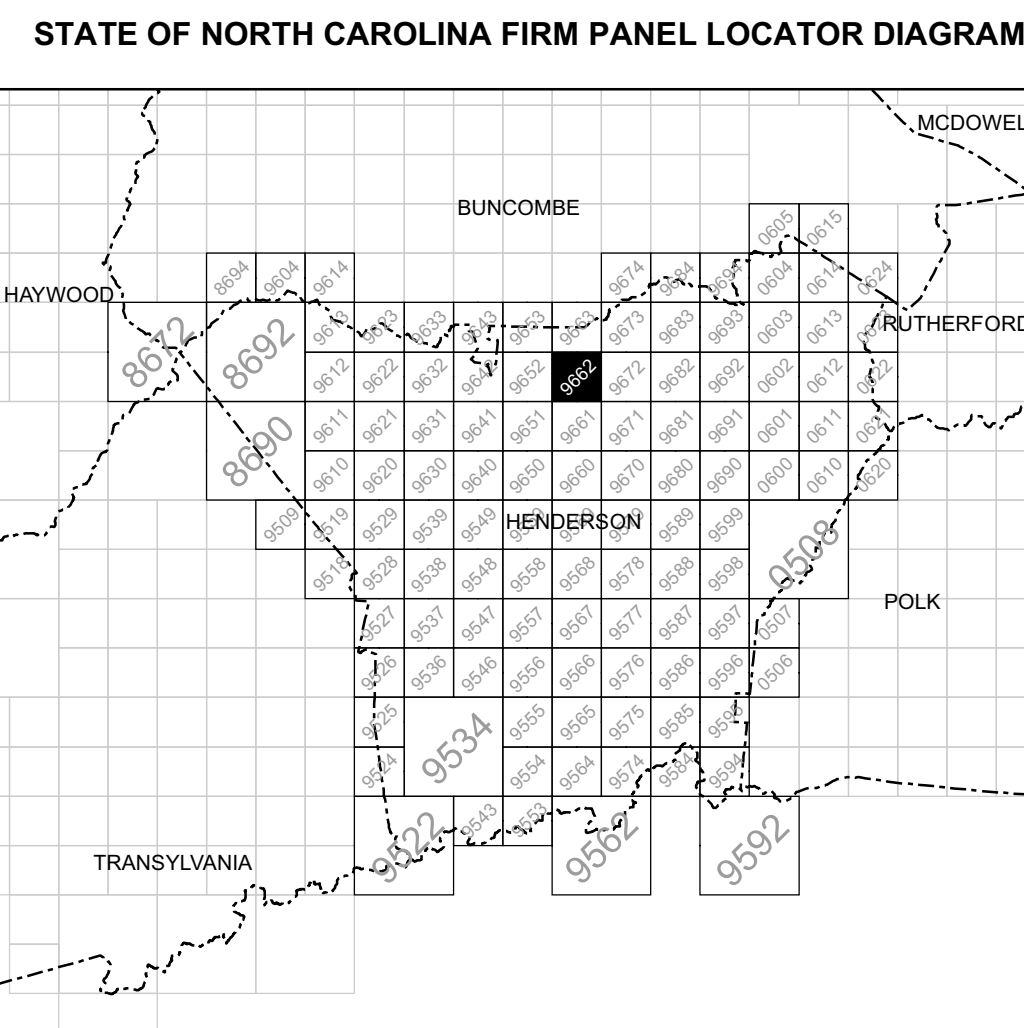 STATE OF NORTH CAROLINA FIRM PANEL LOCATOR DIAGRAM
MCDOWEL
BUNCOMBE
0605 0615
8694 9604 9614 9674 9684 9694 0604 0614 0624
HAYWOOD
8672 8692 9613 9623 9633 9643 9653 9663 9673 9683 9693 0603 0613
RUTHERFORD
9612 9622 9632 9642 9652 9662 9672 9682 9692 0602 0612 0622
8690 9611 9621 9631 9641 9651 9661 9671 9681 9691 0601 0611 0621
9610 9620 9630 9640 9650 9660 9670 9680 9690 0600 0610 0620
9509 9519 9529 9539 9549 9589 9599 0508
HENDERSON
9518 9528 9538 9548 9558 9568 9578 9588 9598
POLK
9527 9537 9547 9557 9567 9577 9587 9597 0507
9526 9536 9546 9556 9566 9576 9586 9596 0506
9525 9534 9555 9565 9575 9585 9595
9524 9554 9564 9574 9584 9594
9522 9543 9553 9562 9592
TRANSYLVANIA